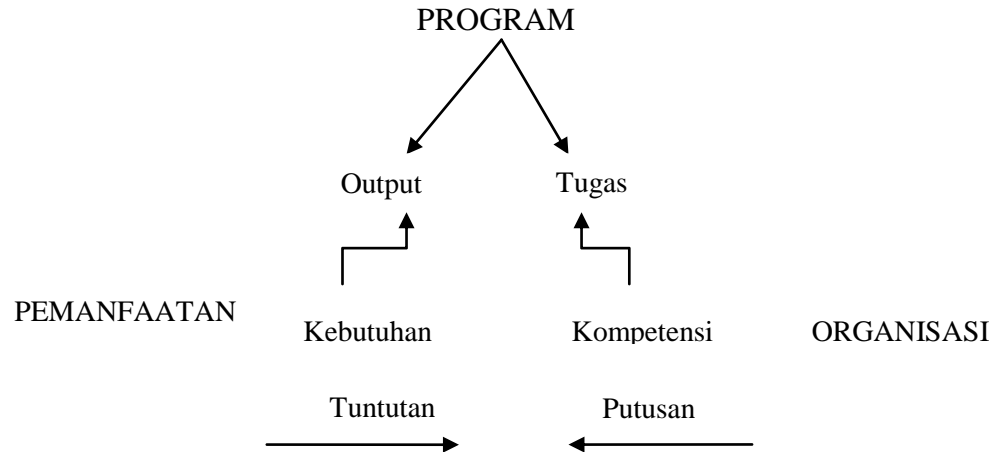 PROGRAM
Output Tugas
PEMANFAATAN
Kebutuhan Kompetensi ORGANISASI
Tuntutan Putusan